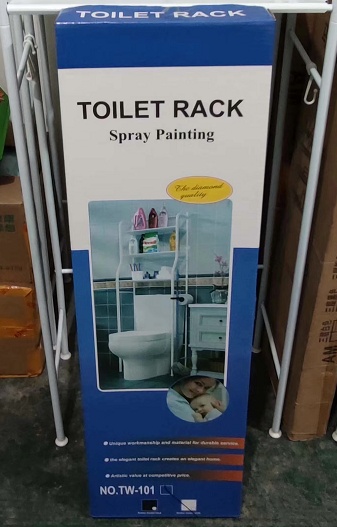 TOILET RACK
TOILET RACK
Spray Painting
The diamond
quality
Unique workmanship and material for durable service.
the elegant toilet rack creates an elegant home.
Artistic value at competitive price.
NO.TW-101